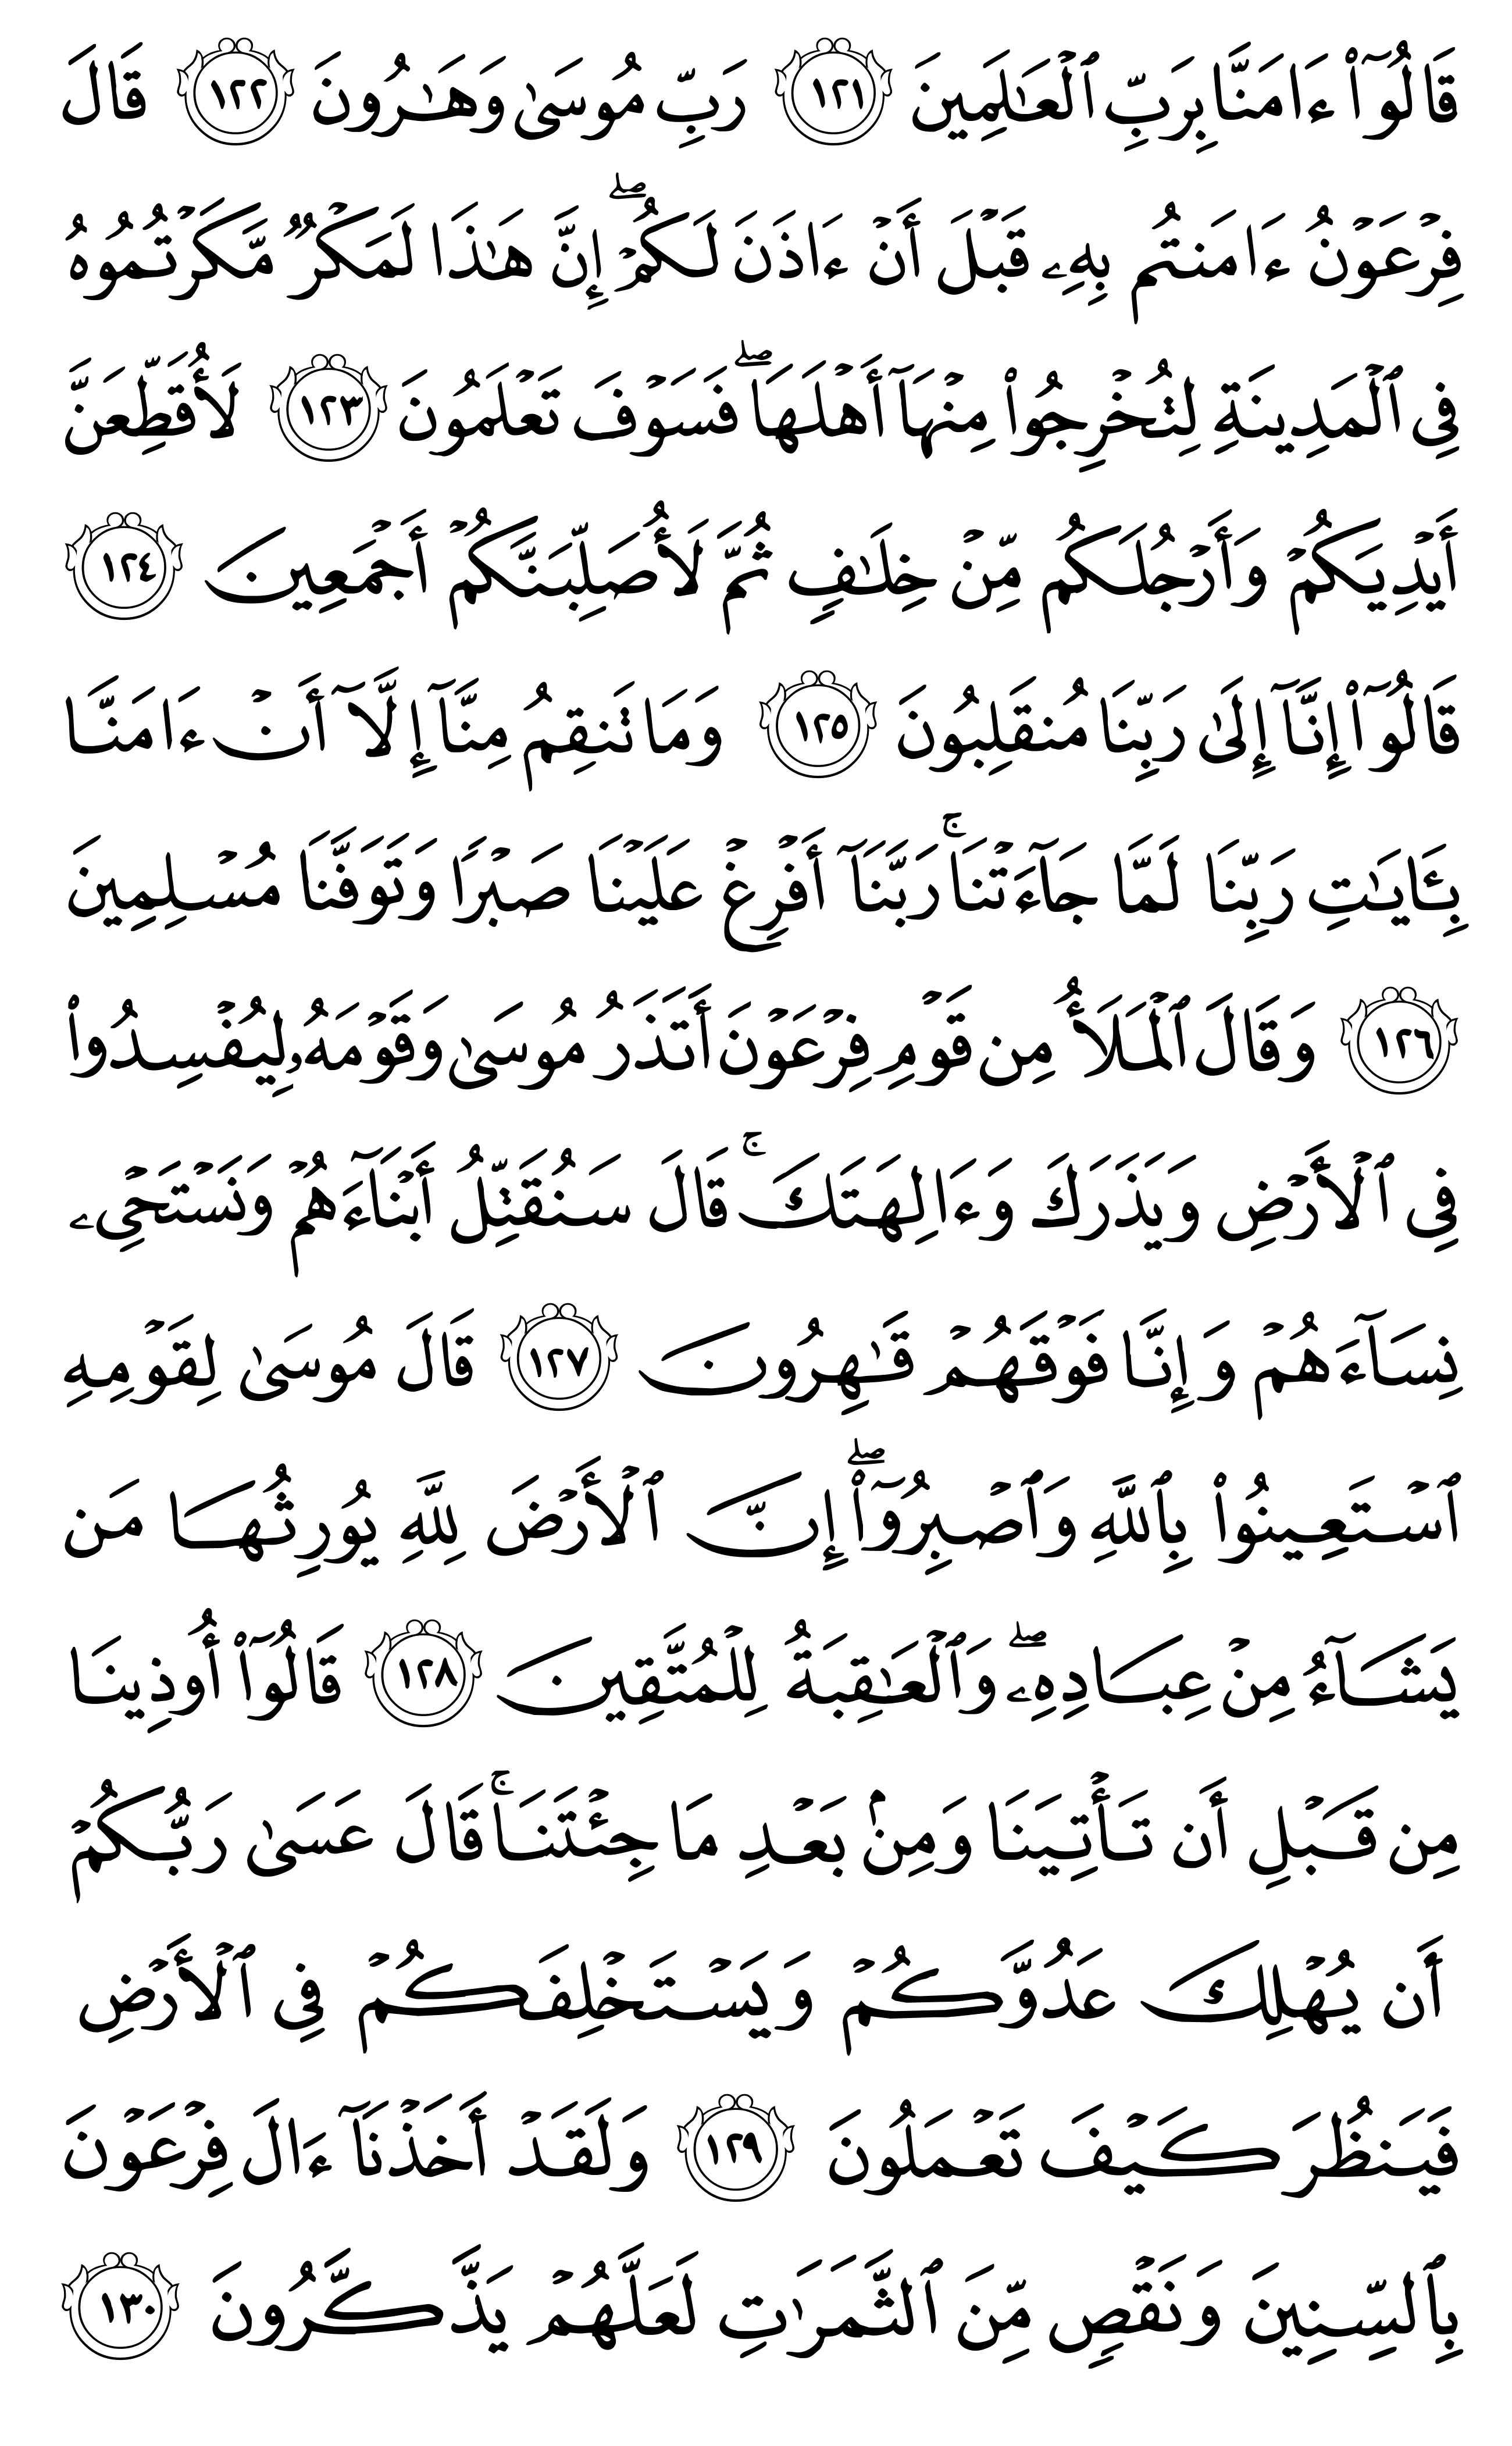 قَالُوٓا۟ ءَامَنَّا بِرَبِّ ٱلْعَـٰلَمِينَ ١٢١ رَبِّ مُوسَىٰ وَهَـٰرُونَ ١٢٢ قَالَ
فِرْعَوْنُ ءَامَنتُم بِهِۦ قَبْلَ أَنْ ءَاذَنَ لَكُمْ ۖ إِنَّ هَـٰذَا لَمَكْرٌ مَّكَرْتُمُوهُ
فِى ٱلْمَدِينَةِ لِتُخْرِجُوا۟ مِنْهَآ أَهْلَهَا ۖ فَسَوْفَ تَعْلَمُونَ ١٢٣ لَأُقَطِّعَنَّ
أَيْدِيَكُمْ وَأَرْجُلَكُم مِّنْ خِلَـٰفٍ ثُمَّ لَأُصَلِّبَنَّكُمْ أَجْمَعِينَ ١٢٤
قَالُوٓا۟ إِنَّآ إِلَىٰ رَبِّنَا مُنقَلِبُونَ ١٢٥ وَمَا تَنقِمُ مِنَّآ إِلَّآ أَنْ ءَامَنَّا
بِـَٔايَـٰتِ رَبِّنَا لَمَّا جَآءَتْنَا ۚ رَبَّنَآ أَفْرِغْ عَلَيْنَا صَبْرًا وَتَوَفَّنَا مُسْلِمِينَ
١٢٦ وَقَالَ ٱلْمَلَأُ مِن قَوْمِ فِرْعَوْنَ أَتَذَرُ مُوسَىٰ وَقَوْمَهُۥ لِيُفْسِدُوا۟
فِى ٱلْأَرْضِ وَيَذَرَكَ وَءَالِهَتَكَ ۚ قَالَ سَنُقَتِّلُ أَبْنَآءَهُمْ وَنَسْتَحْىِۦ
نِسَآءَهُمْ وَإِنَّا فَوْقَهُمْ قَـٰهِرُونَ ١٢٧ قَالَ مُوسَىٰ لِقَوْمِهِ
ٱسْتَعِينُوا۟ بِٱللَّهِ وَٱصْبِرُوٓا۟ ۖ إِنَّ ٱلْأَرْضَ لِلَّهِ يُورِثُهَا مَن
يَشَآءُ مِنْ عِبَادِهِۦ ۖ وَٱلْعَـٰقِبَةُ لِلْمُتَّقِينَ ١٢٨ قَالُوٓا۟ أُوذِينَا
مِن قَبْلِ أَن تَأْتِيَنَا وَمِنۢ بَعْدِ مَا جِئْتَنَا ۚ قَالَ عَسَىٰ رَبُّكُمْ
أَن يُهْلِكَ عَدُوَّكُمْ وَيَسْتَخْلِفَكُمْ فِى ٱلْأَرْضِ
فَيَنظُرَ كَيْفَ تَعْمَلُونَ ١٢٩ وَلَقَدْ أَخَذْنَآ ءَالَ فِرْعَوْنَ
بِٱلسِّنِينَ وَنَقْصٍ مِّنَ ٱلثَّمَرَٰتِ لَعَلَّهُمْ يَذَّكَّرُونَ ١٣٠